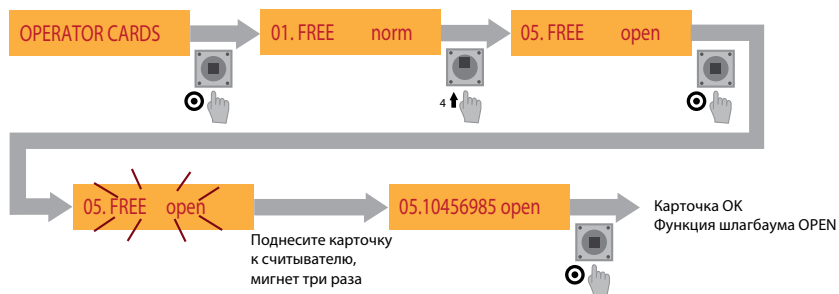 OPERATOR CARDS
01. FREE norm
4
05. FREE open
05. FREE open
Поднесите карточку
к считывателю,
мигнет три раза
05.10456985 open
Карточка OK
Функция шлагбаума OPEN